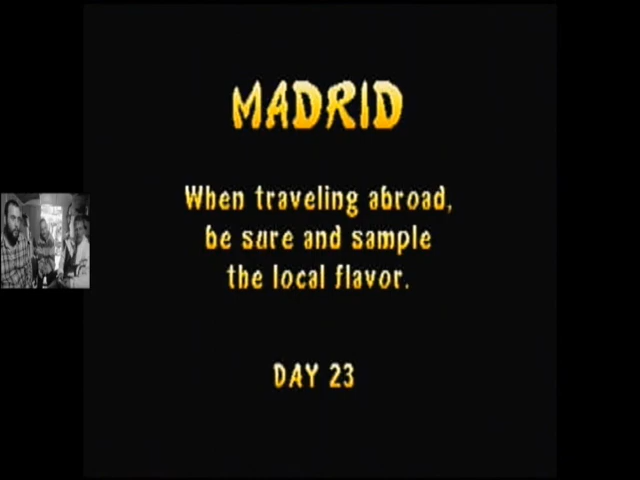 MADRID
When traveling abroad,
be sure and sample
the local flavor.
DAY 23